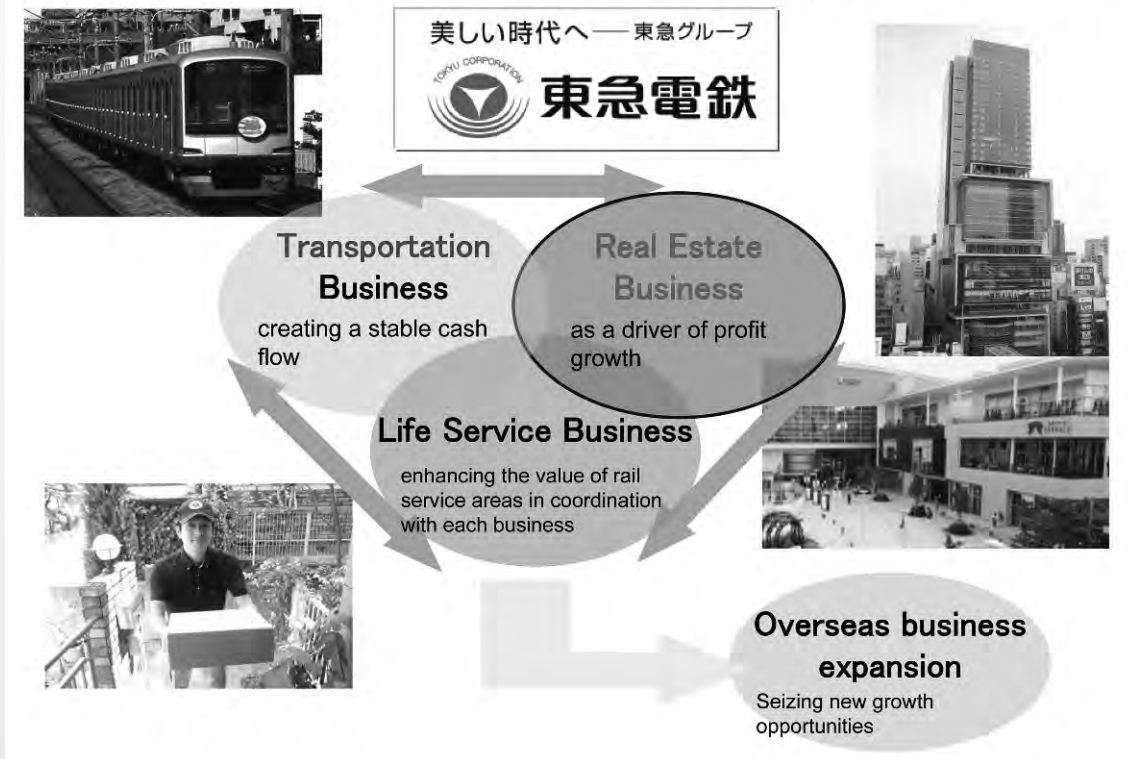 美しい時代へ──東急グループ
TOKYU CORPORATION
東急電鉄
Transportation
Business
creating a stable cash
flow
Real Estate
Business
as a driver of profit
growth
Life Service Business
enhancing the value of rail
service areas in coordination
with each business
Overseas business
expansion
Seizing new growth
opportunities